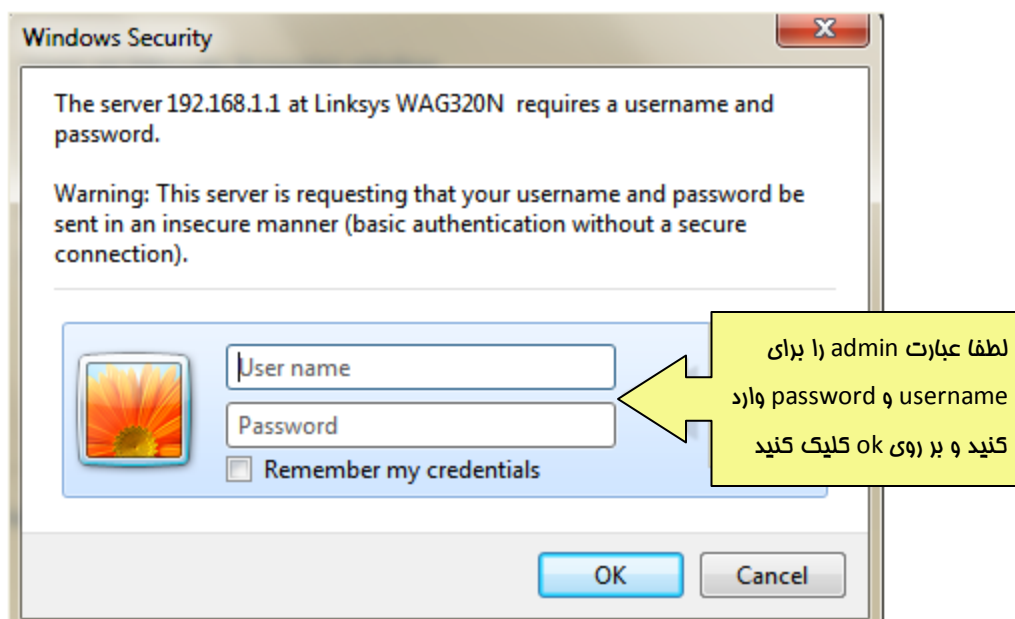 Windows Security
The server 192.168.1.1 at Linksys WAG320N requires a username and
password.
Warning: This server is requesting that your username and password be
sent in an insecure manner (basic authentication without a secure
connection).
User name
Password
Remember my credentials
لطفا عبارت admin را برای
username و password وارد
کنید و بر روی ok کلیک کنید
OK
Cancel